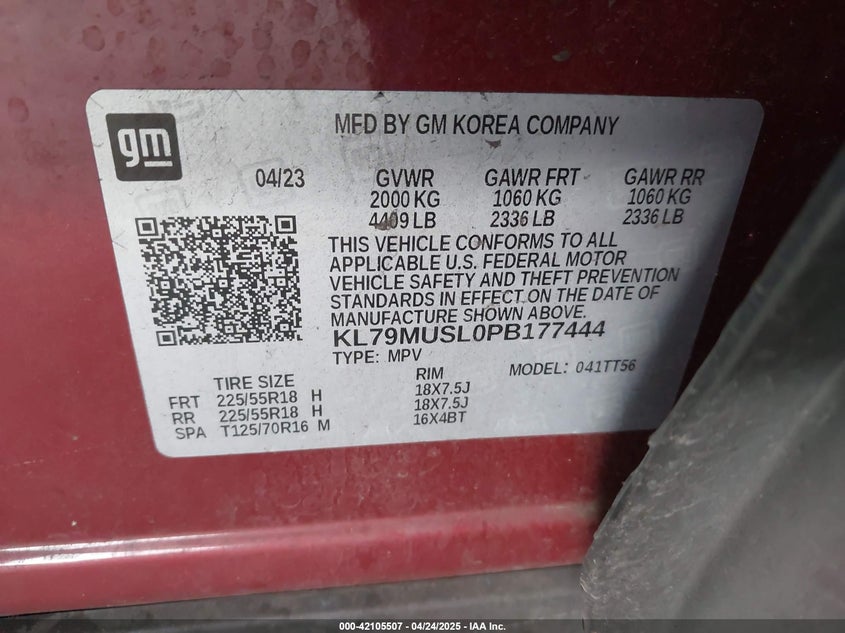 gm
MFD BY GM KOREA COMPANY
04/23 GVWR GAWR FRT GAWR RR
2000 KG 1060 KG 1060 KG
4409 LB 2336 LB 2336 LB
THIS VEHICLE CONFORMS TO ALL
APPLICABLE U.S. FEDERAL MOTOR
VEHICLE SAFETY AND THEFT PREVENTION
STANDARDS IN EFFECT ON THE DATE OF
MANUFACTURE SHOWN ABOVE.
KL79MUSL0PB177444
TYPE: MPV MODEL: 041TT56
TIRE SIZE RIM
FRT 225/55R18 H 18X7.5J
RR 225/55R18 H 18X7.5J
SPA T125/70R16 M 16X4BT
000-42105507 - 04/24/2025 - IAA Inc.